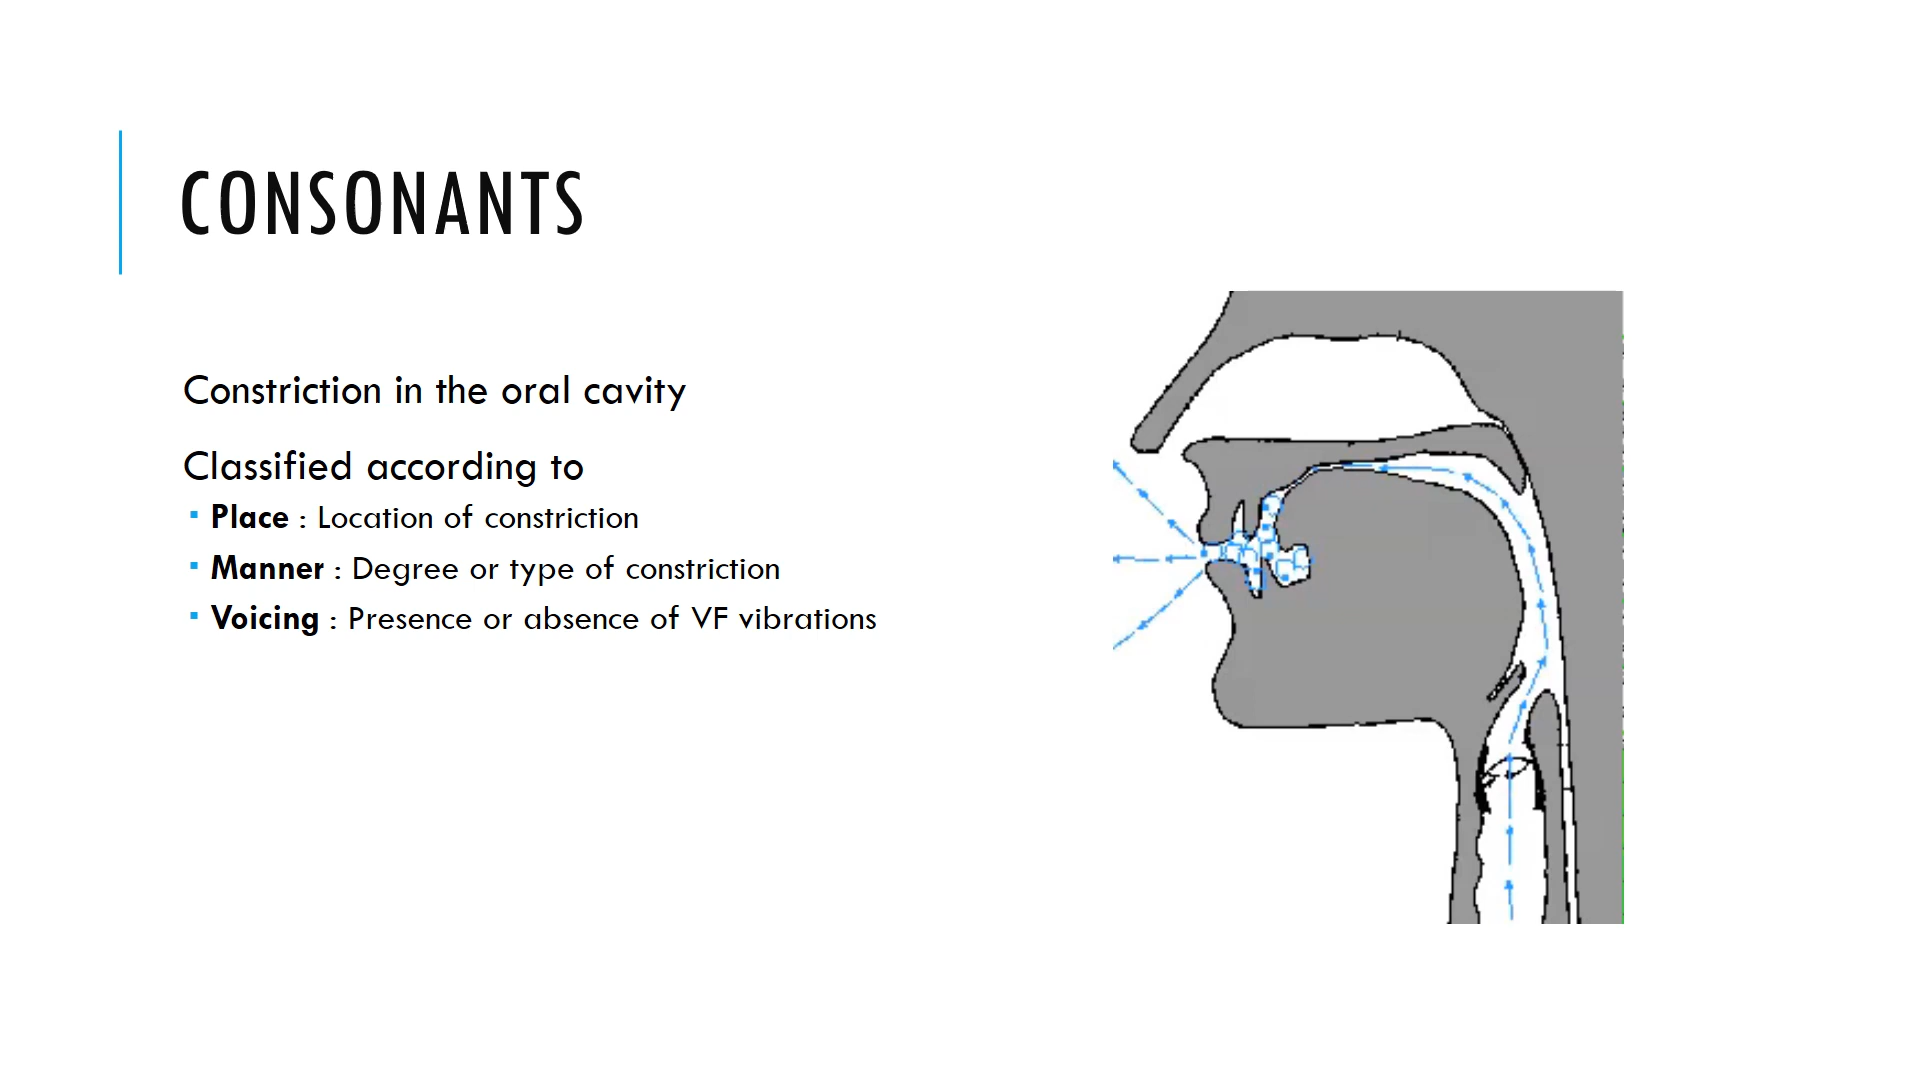 CONSONANTS
Constriction in the oral cavity
Classified according to
Place : Location of constriction
Manner : Degree or type of constriction
Voicing : Presence or absence of VF vibrations